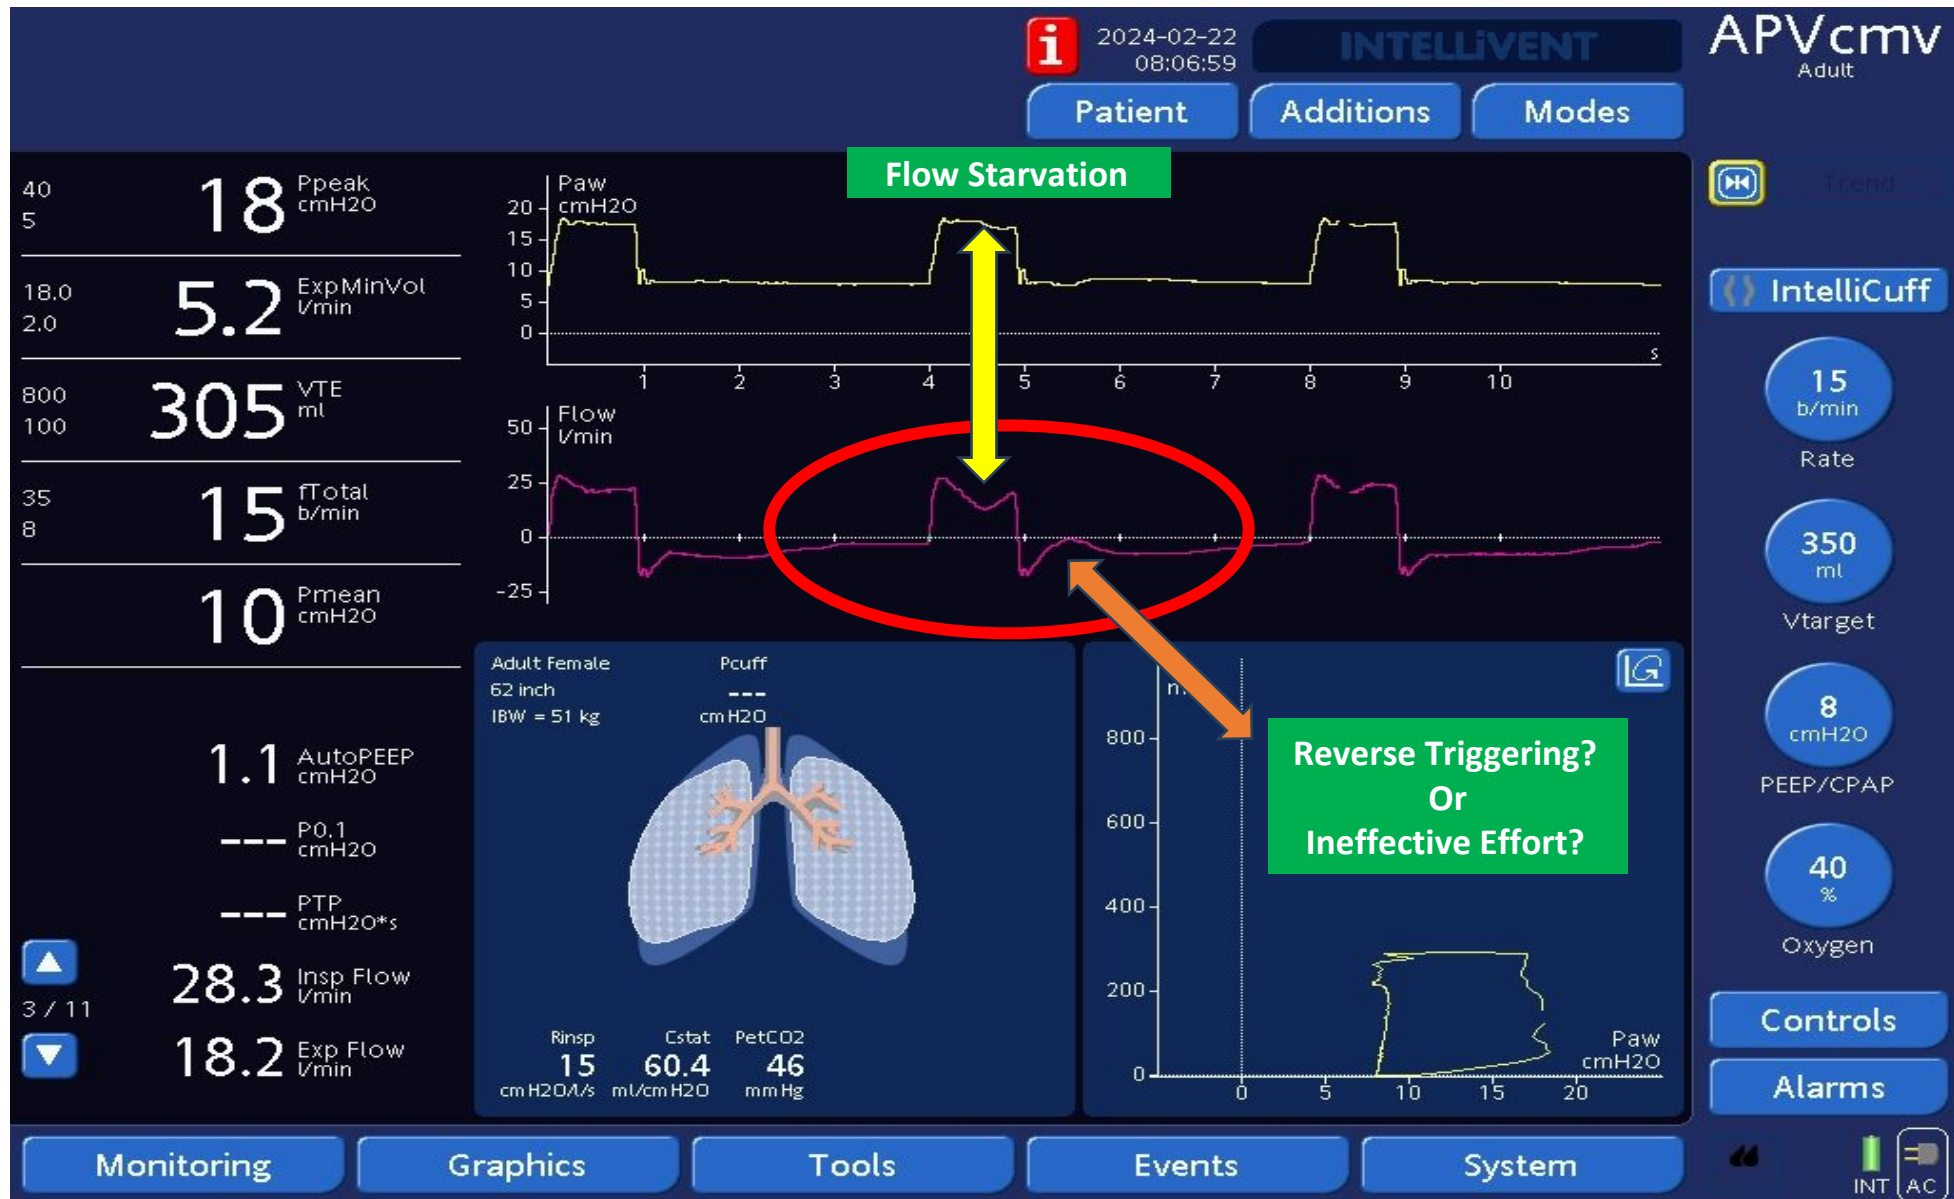 i
2024-02-22
08:06:59
INTELLiVENT
APVcmv
Adult
Patient
Additions
Modes
Flow Starvation
Trend
40
5
18
Ppeak
cmH2O
18.0
2.0
5.2
ExpMinVol
l/min
800
100
305
VTE
ml
35
8
15
fTotal
b/min
10
Pmean
cmH2O
1.1
AutoPEEP
cmH2O
---
P0.1
cmH2O
---
PTP
cmH2O*s
3 / 11
28.3
Insp Flow
l/min
18.2
Exp Flow
l/min
Paw
cmH2O
20
15
10
5
0
s
1 2 3 4 5 6 7 8 9 10
Flow
l/min
50
25
0
-25
Adult Female
62 inch
IBW = 51 kg
Pcuff
---
cmH2O
Rinsp
15
cmH2O/l/s
Cstat
60.4
ml/cmH2O
PetCO2
46
mmHg
800
600
400
200
0
0 5 10 15 20
Paw
cmH2O
Reverse Triggering?
Or
Ineffective Effort?
IntelliCuff
15
b/min
Rate
350
ml
Vtarget
8
cmH2O
PEEP/CPAP
40
%
Oxygen
Controls
Alarms
Monitoring
Graphics
Tools
Events
System
INT
AC